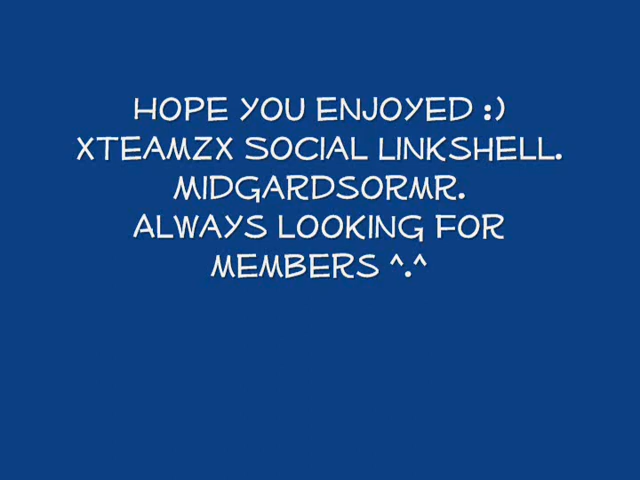 HOPE YOU ENJOYED :)
XTEAMZX SOCIAL LINKSHELL.
MIDGARDSORMR.
ALWAYS LOOKING FOR
MEMBERS ^.^